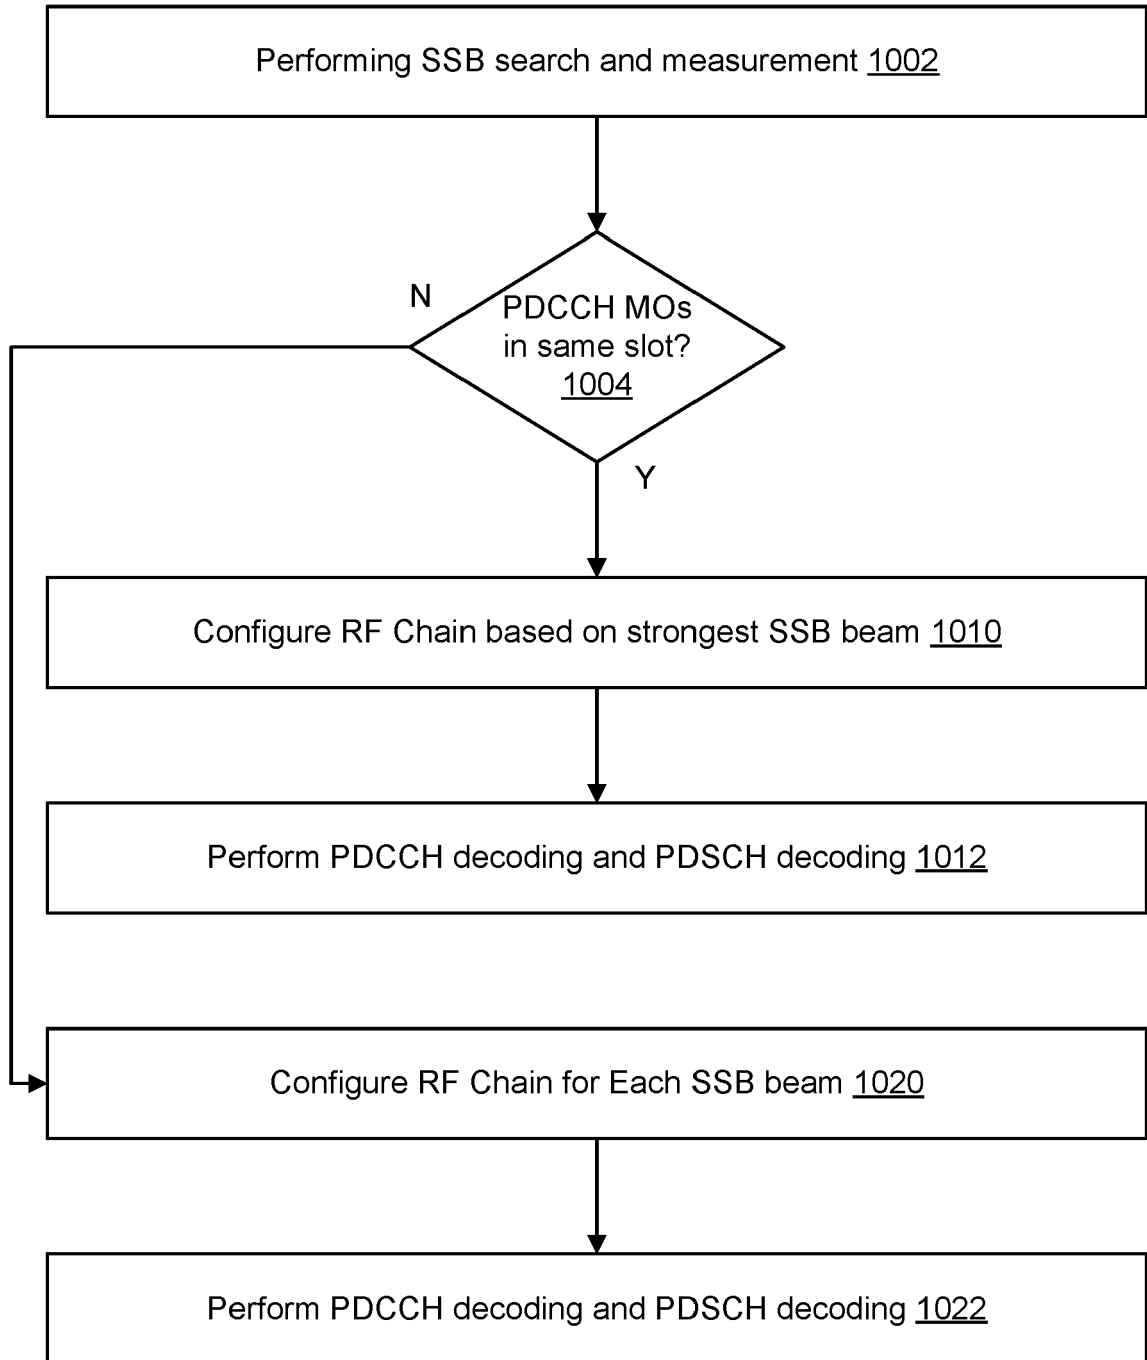 Performing SSB search and measurement 1002
N
PDCCH MOs
in same slot?
1004
Y
Configure RF Chain based on strongest SSB beam 1010
Perform PDCCH decoding and PDSCH decoding 1012
Configure RF Chain for Each SSB beam 1020
Perform PDCCH decoding and PDSCH decoding 1022